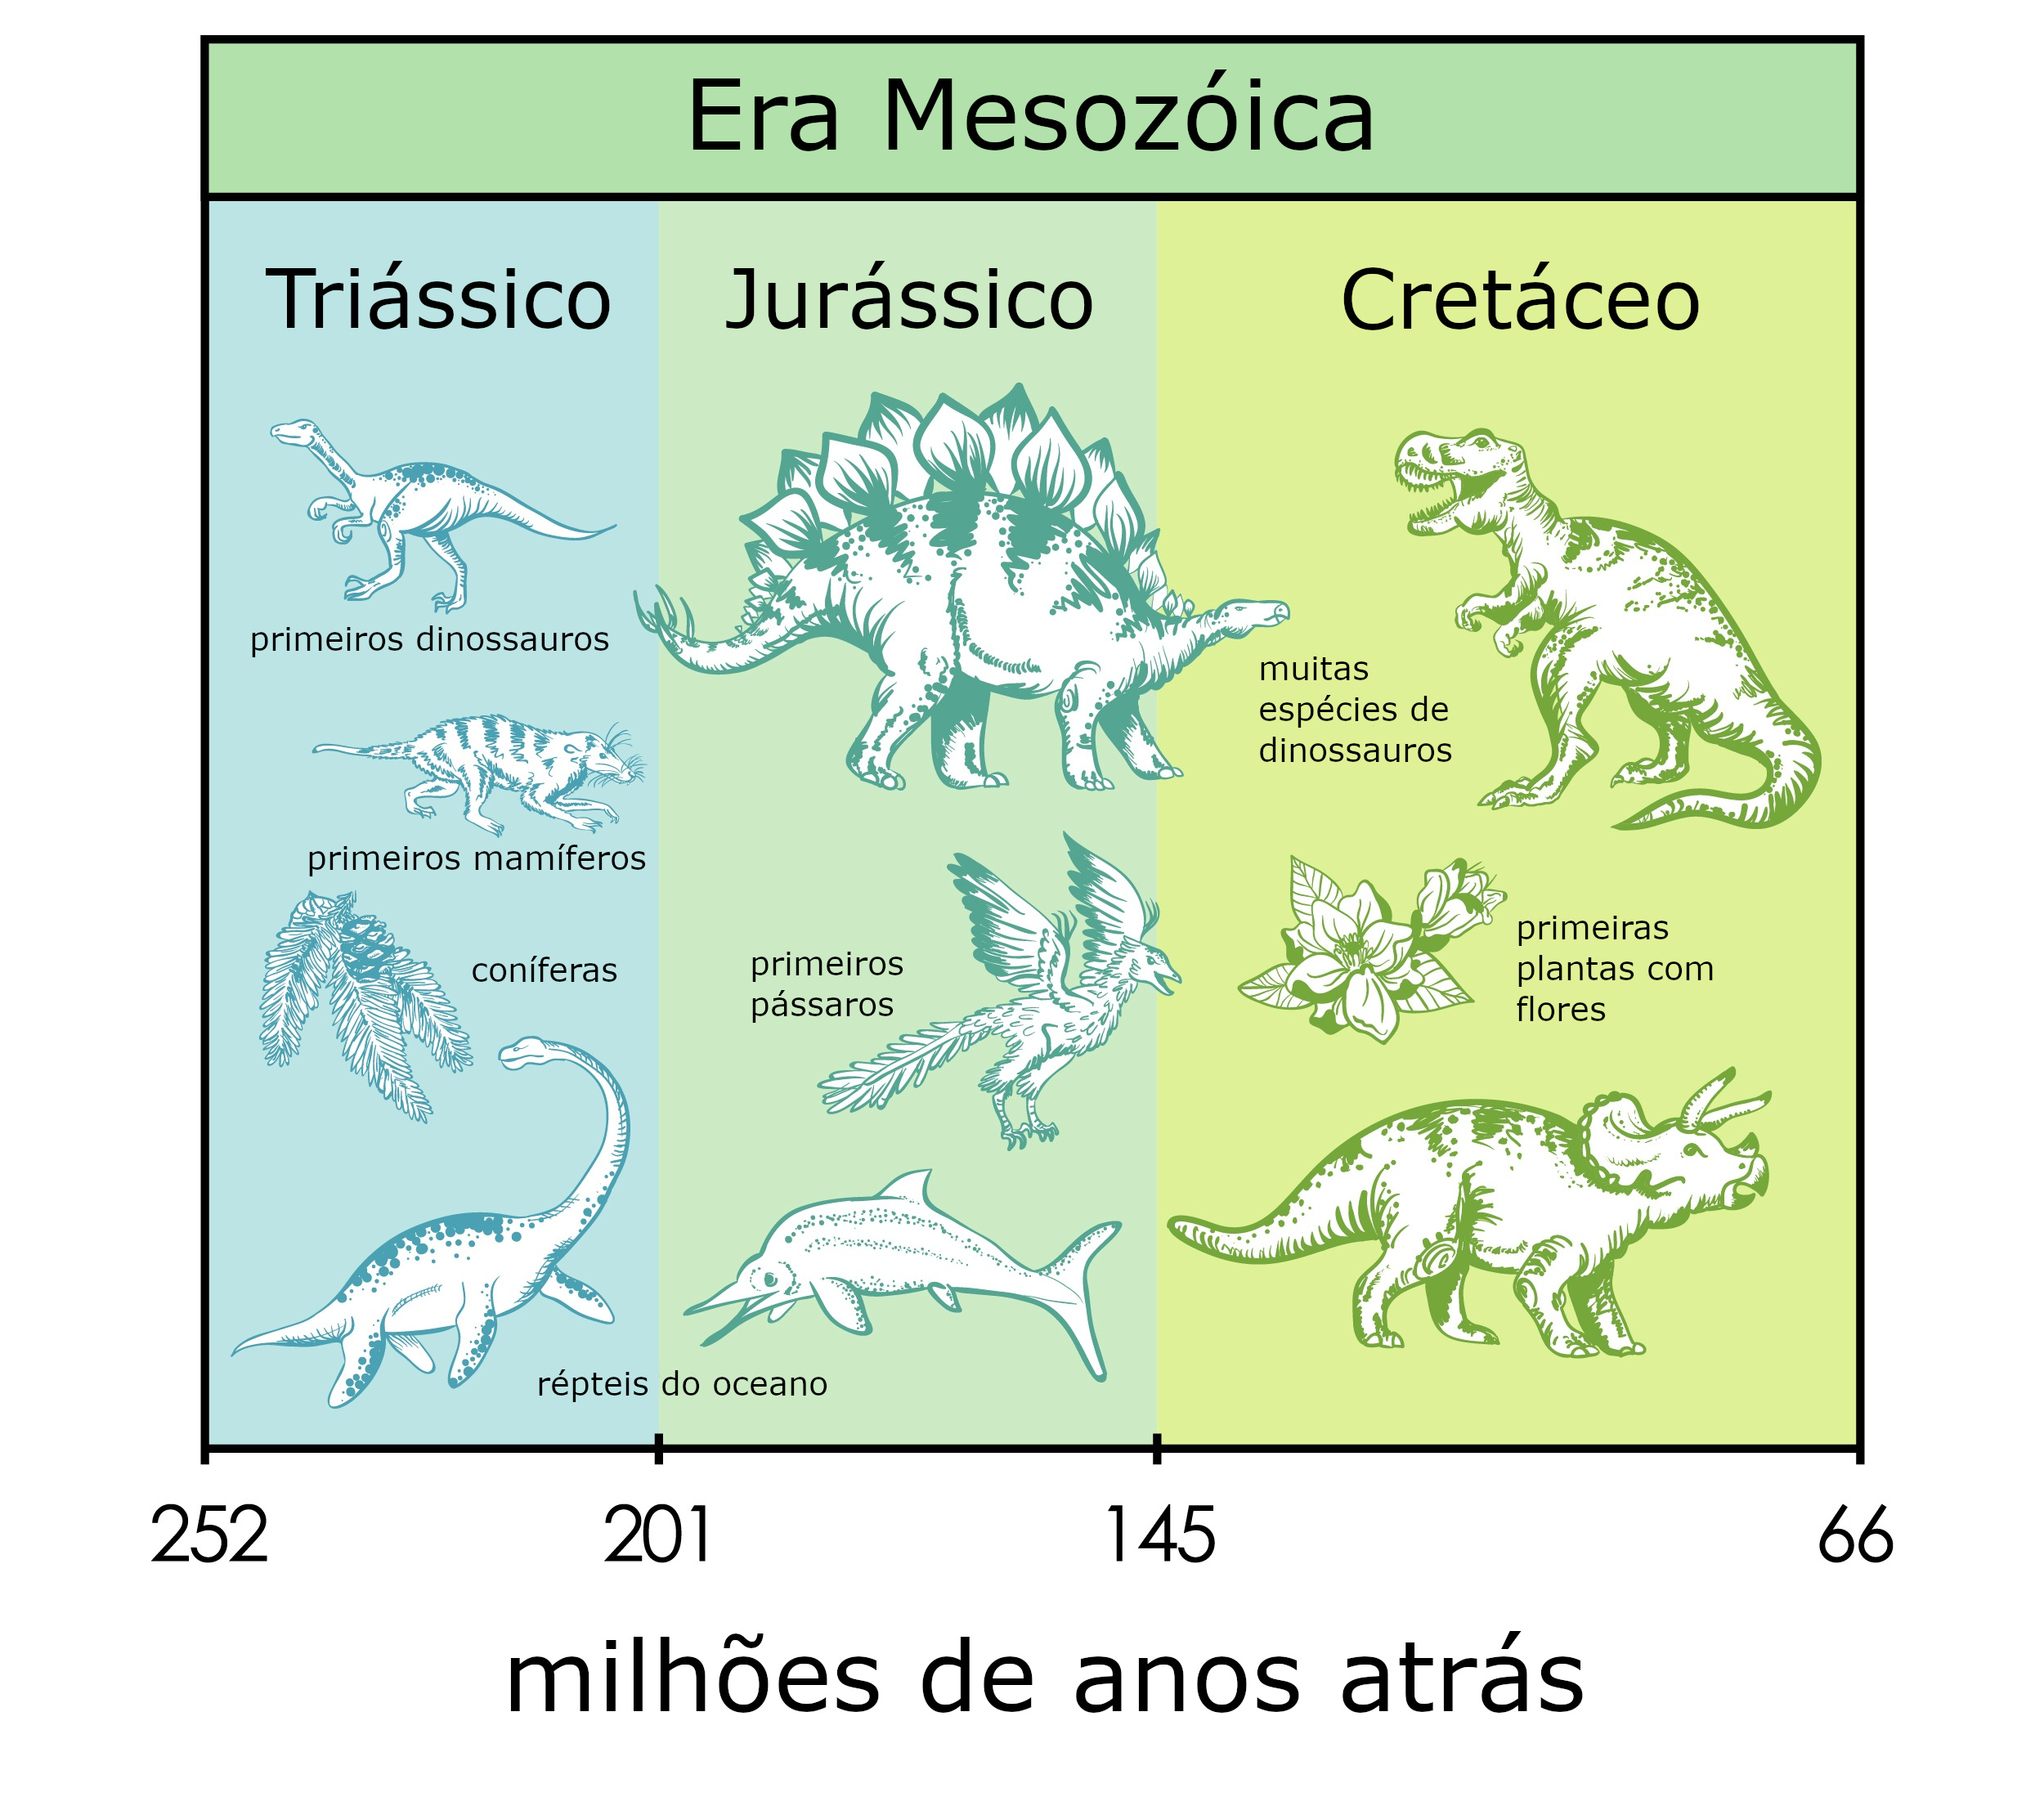 Era Mesozóica
Triássico
Jurássico
Cretáceo
primeiros dinossauros
primeiros mamíferos
coníferas
répteis do oceano
primeiros
pássaros
muitas
espécies de
dinossauros
primeiras
plantas com
flores
252
201
145
66
milhões de anos atrás